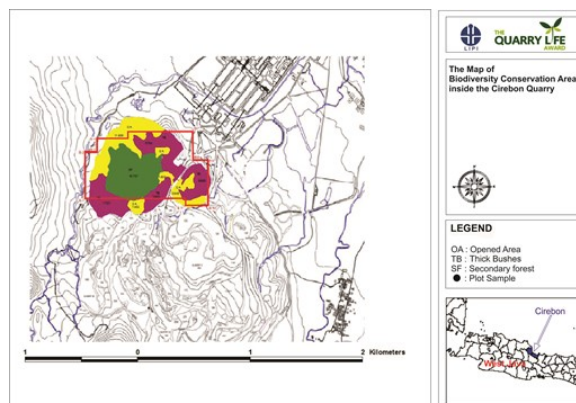 LIPI
THE
QUARRY LIFE
AWARD
The Map of
Biodiversity Conservation Area
inside the Cirebon Quarry
LEGEND
OA : Opened Area
TB : Thick Bushes
SF : Secondary forest
: Plot Sample
Cirebon
1 0 1 2 Kilometers